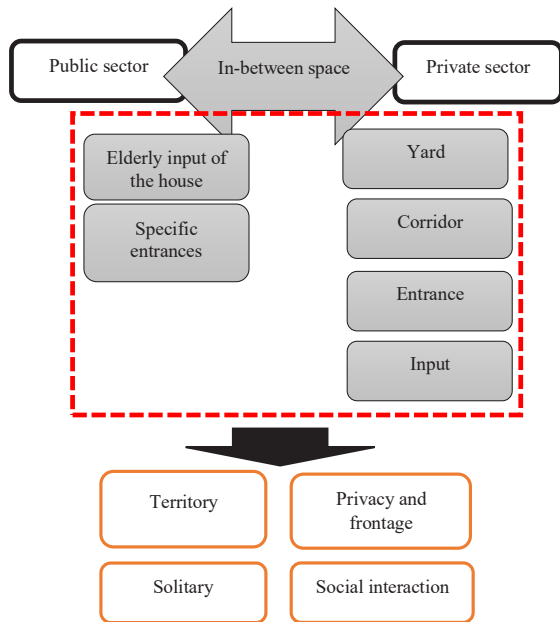 Public sector
In-between space
Private sector
Elderly input of
the house
Yard
Specific
entrances
Corridor
Entrance
Input
Territory
Privacy and
frontage
Solitary
Social interaction